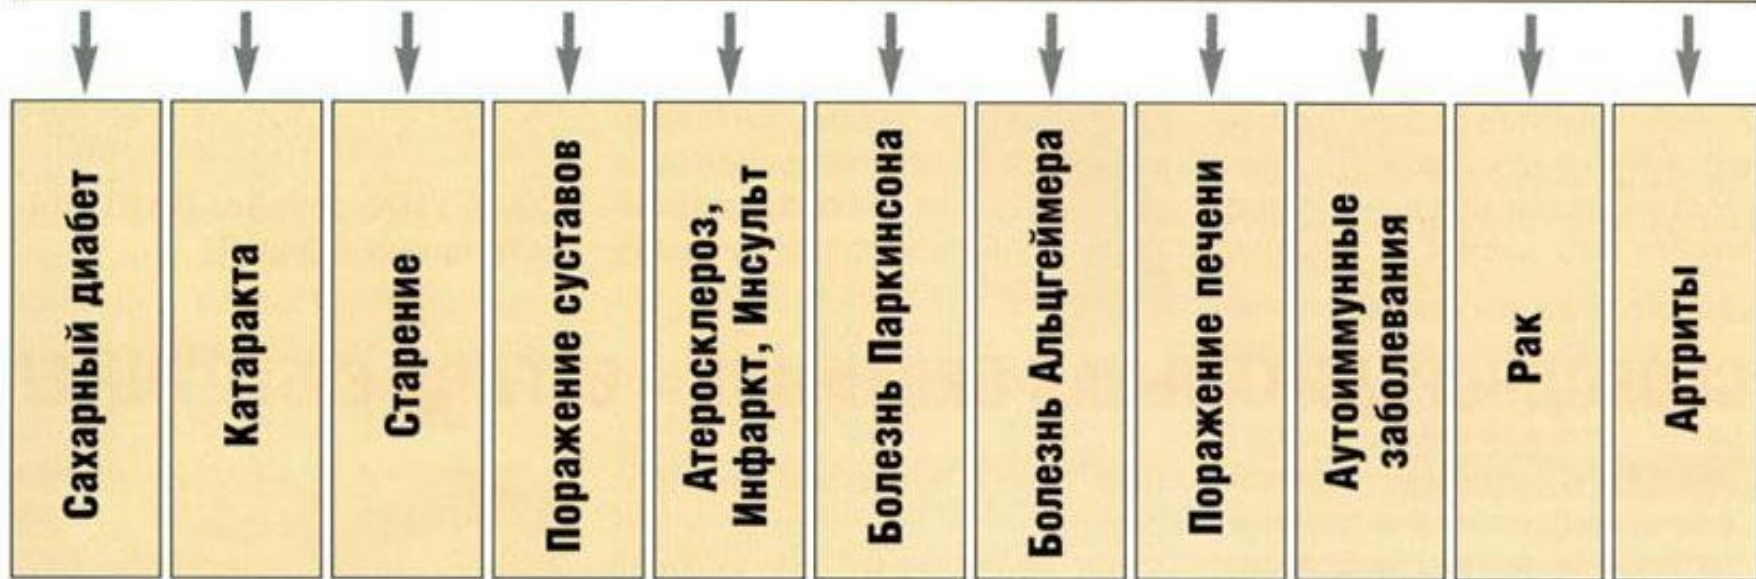 Сахарный диабет
Катаракта
Старение
Поражение суставов
Атеросклероз,
Инфаркт, Инсульт
Болезнь Паркинсона
Болезнь Альцгеймера
Поражение печени
Аутоиммунные
заболевания
Рак
Артриты